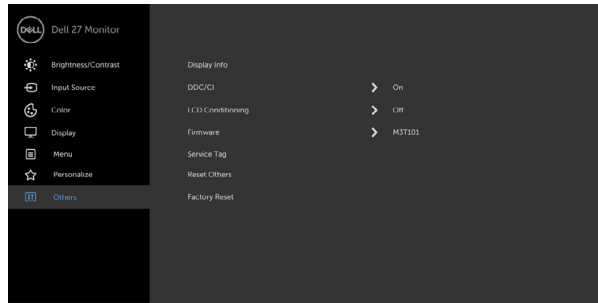 DELL Dell 27 Monitor
Brightness/Contrast
Input Source
Color
Display
Menu
Personalize
Others
Display Info
DDC/CI On
LCD Conditioning Off
Firmware M3T101
Service Tag
Reset Others
Factory Reset